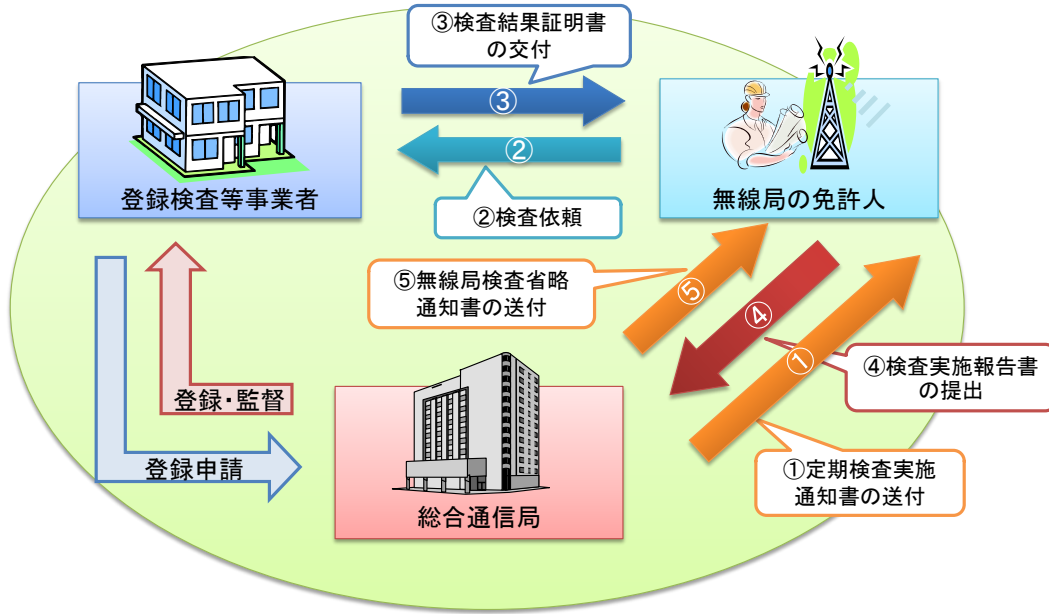 ③検査結果証明書
の交付
③
②
登録検査等事業者
無線局の免許人
②検査依頼
⑤無線局検査省略
通知書の送付
⑤
④
①
④検査実施報告書
の提出
登録・監督
登録申請
①定期検査実施
通知書の送付
総合通信局